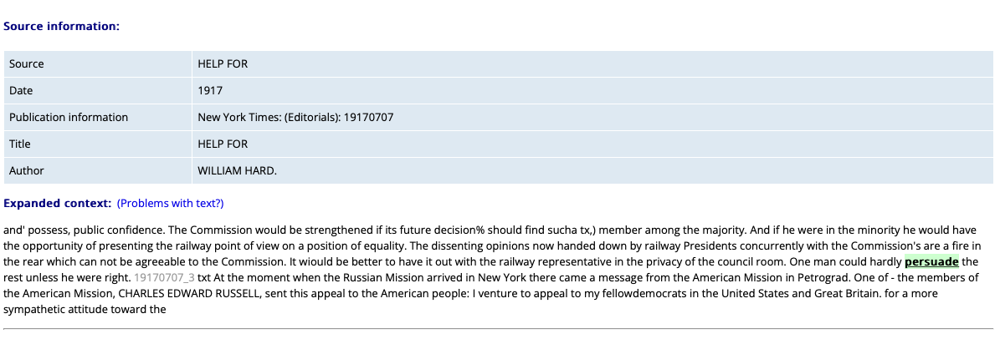 Source information:
Source HELP FOR
Date 1917
Publication information New York Times: (Editorials): 19170707
Title HELP FOR
Author WILLIAM HARD.
Expanded context: (Problems with text?)
and' possess, public confidence. The Commission would be strengthened if its future decision% should find sucha tx,) member among the majority. And if he were in the minority he would have
the opportunity of presenting the railway point of view on a position of equality. The dissenting opinions now handed down by railway Presidents concurrently with the Commission's are a fire in
the rear which can not be agreeable to the Commission. It wiould be better to have it out with the railway representative in the privacy of the council room. One man could hardly persuade the
rest unless he were right. 19170707_3 txt At the moment when the Russian Mission arrived in New York there came a message from the American Mission in Petrograd. One of - the members of
the American Mission, CHARLES EDWARD RUSSELL, sent this appeal to the American people: I venture to appeal to my fellowdemocrats in the United States and Great Britain. for a more
sympathetic attitude toward the